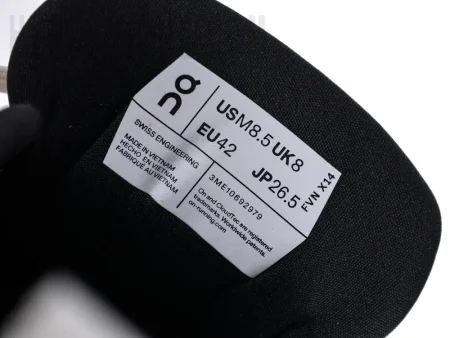 on
SWISS ENGINEERING
MADE IN VIETNAM
HECHO EN VIETNAM
FABRIQUÉ AU VIETNAM
USM8.5 UK8
EU42 JP26.5
FVN X14
3ME10692979
On and CloudTec are registered
trademarks. Worldwide patents.
on-running.com